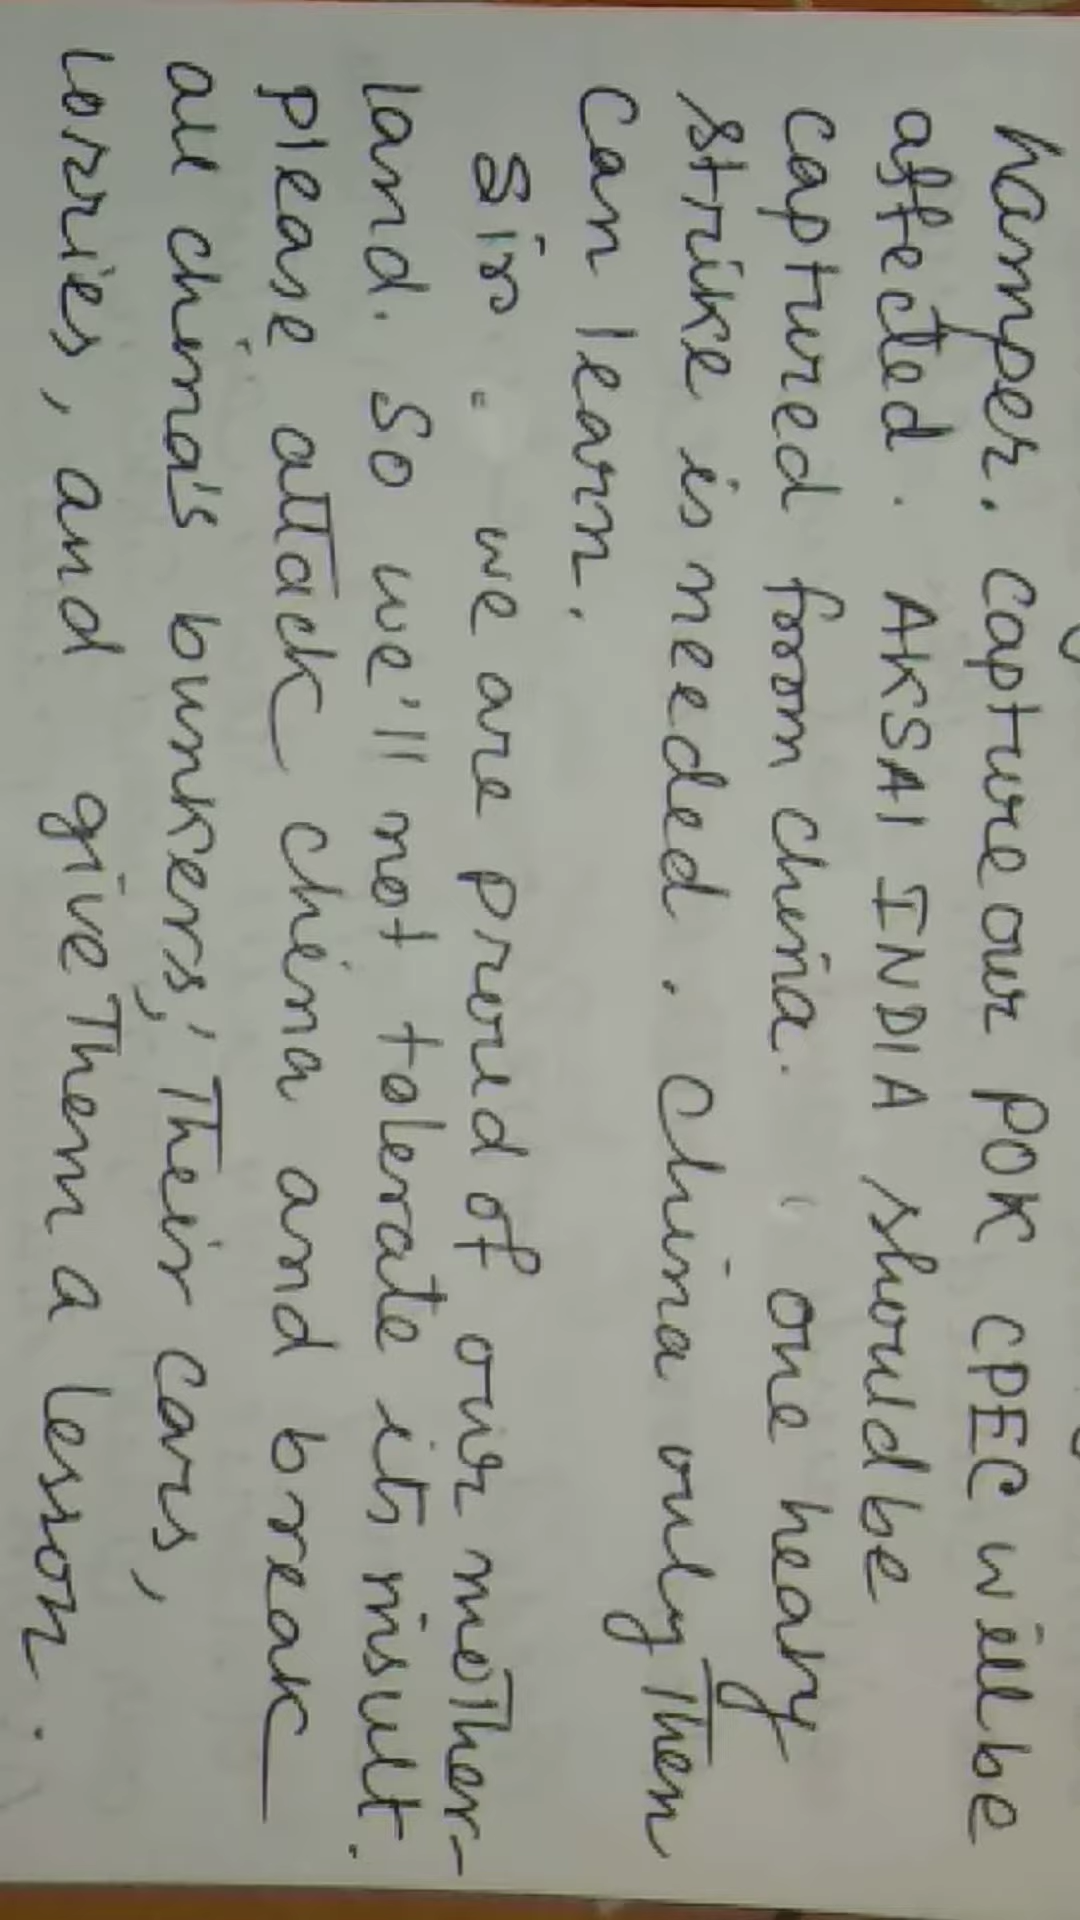 hamper. Capture our POK CPEC will be
affected. AKSAI INDIA should be
captured from China. one heavy
strike is needed. China only Then
can learn.
Sir. we are proud of our moTher-
land. So we'll not tolerate its insult.
please attack China and break
all china's bunkers, Their cars,
lorries, and give Them a lesson.